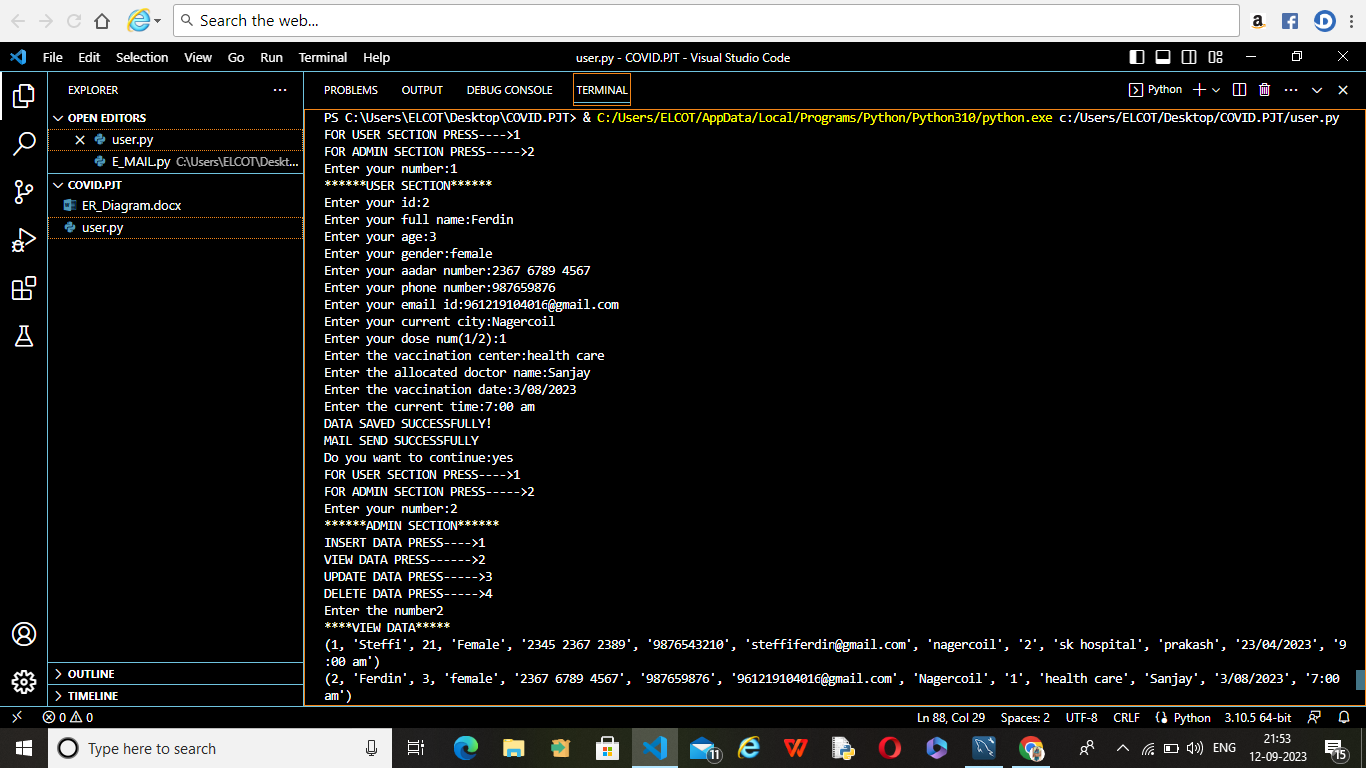 Search the web...
File Edit Selection View Go Run Terminal Help
user.py - COVID.PJT - Visual Studio Code
EXPLORER
OPEN EDITORS
user.py
E_MAIL.py C:\Users\ELCOT\Deskt...
COVID.PJT
ER_Diagram.docx
user.py
OUTLINE
TIMELINE
PROBLEMS OUTPUT DEBUG CONSOLE TERMINAL
Python
PS C:\Users\ELCOT\Desktop\COVID.PJT> & C:/Users/ELCOT/AppData/Local/Programs/Python/Python310/python.exe c:/Users/ELCOT/Desktop/COVID.PJT/user.py
FOR USER SECTION PRESS---->1
FOR ADMIN SECTION PRESS----->2
Enter your number:1
******USER SECTION******
Enter your id:2
Enter your full name:Ferdin
Enter your age:3
Enter your gender:female
Enter your aadar number:2367 6789 4567
Enter your phone number:987659876
Enter your email id:961219104016@gmail.com
Enter your current city:Nagercoil
Enter your dose num(1/2):1
Enter the vaccination center:health care
Enter the allocated doctor name:Sanjay
Enter the vaccination date:3/08/2023
Enter the current time:7:00 am
DATA SAVED SUCCESSFULLY!
MAIL SEND SUCCESSFULLY
Do you want to continue:yes
FOR USER SECTION PRESS---->1
FOR ADMIN SECTION PRESS----->2
Enter your number:2
******ADMIN SECTION******
INSERT DATA PRESS---->1
VIEW DATA PRESS------>2
UPDATE DATA PRESS----->3
DELETE DATA PRESS----->4
Enter the number2
****VIEW DATA*****
(1, 'Steffi', 21, 'Female', '2345 2367 2389', '9876543210', 'steffiferdin@gmail.com', 'nagercoil', '2', 'sk hospital', 'prakash', '23/04/2023', '9
:00 am')
(2, 'Ferdin', 3, 'female', '2367 6789 4567', '987659876', '961219104016@gmail.com', 'Nagercoil', '1', 'health care', 'Sanjay', '3/08/2023', '7:00
am')
0 0
Ln 88, Col 29 Spaces: 2 UTF-8 CRLF Python 3.10.5 64-bit
Type here to search
11
ENG
21:53
12-09-2023
15